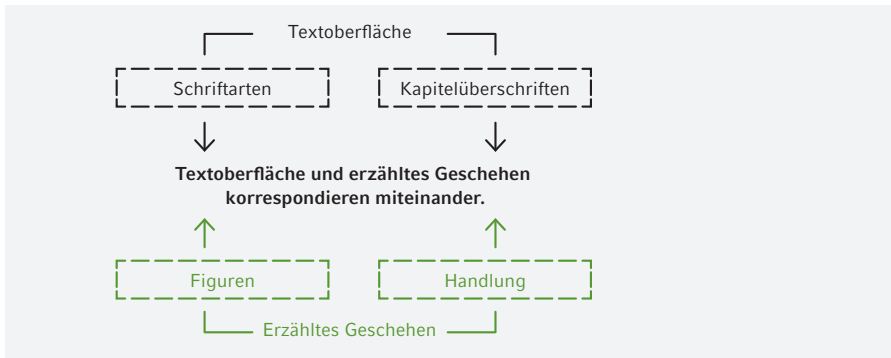 Textoberfläche
Schriftarten
Kapitelüberschriften
Textoberfläche und erzähltes Geschehen
korrespondieren miteinander.
Figuren
Handlung
Erzähltes Geschehen